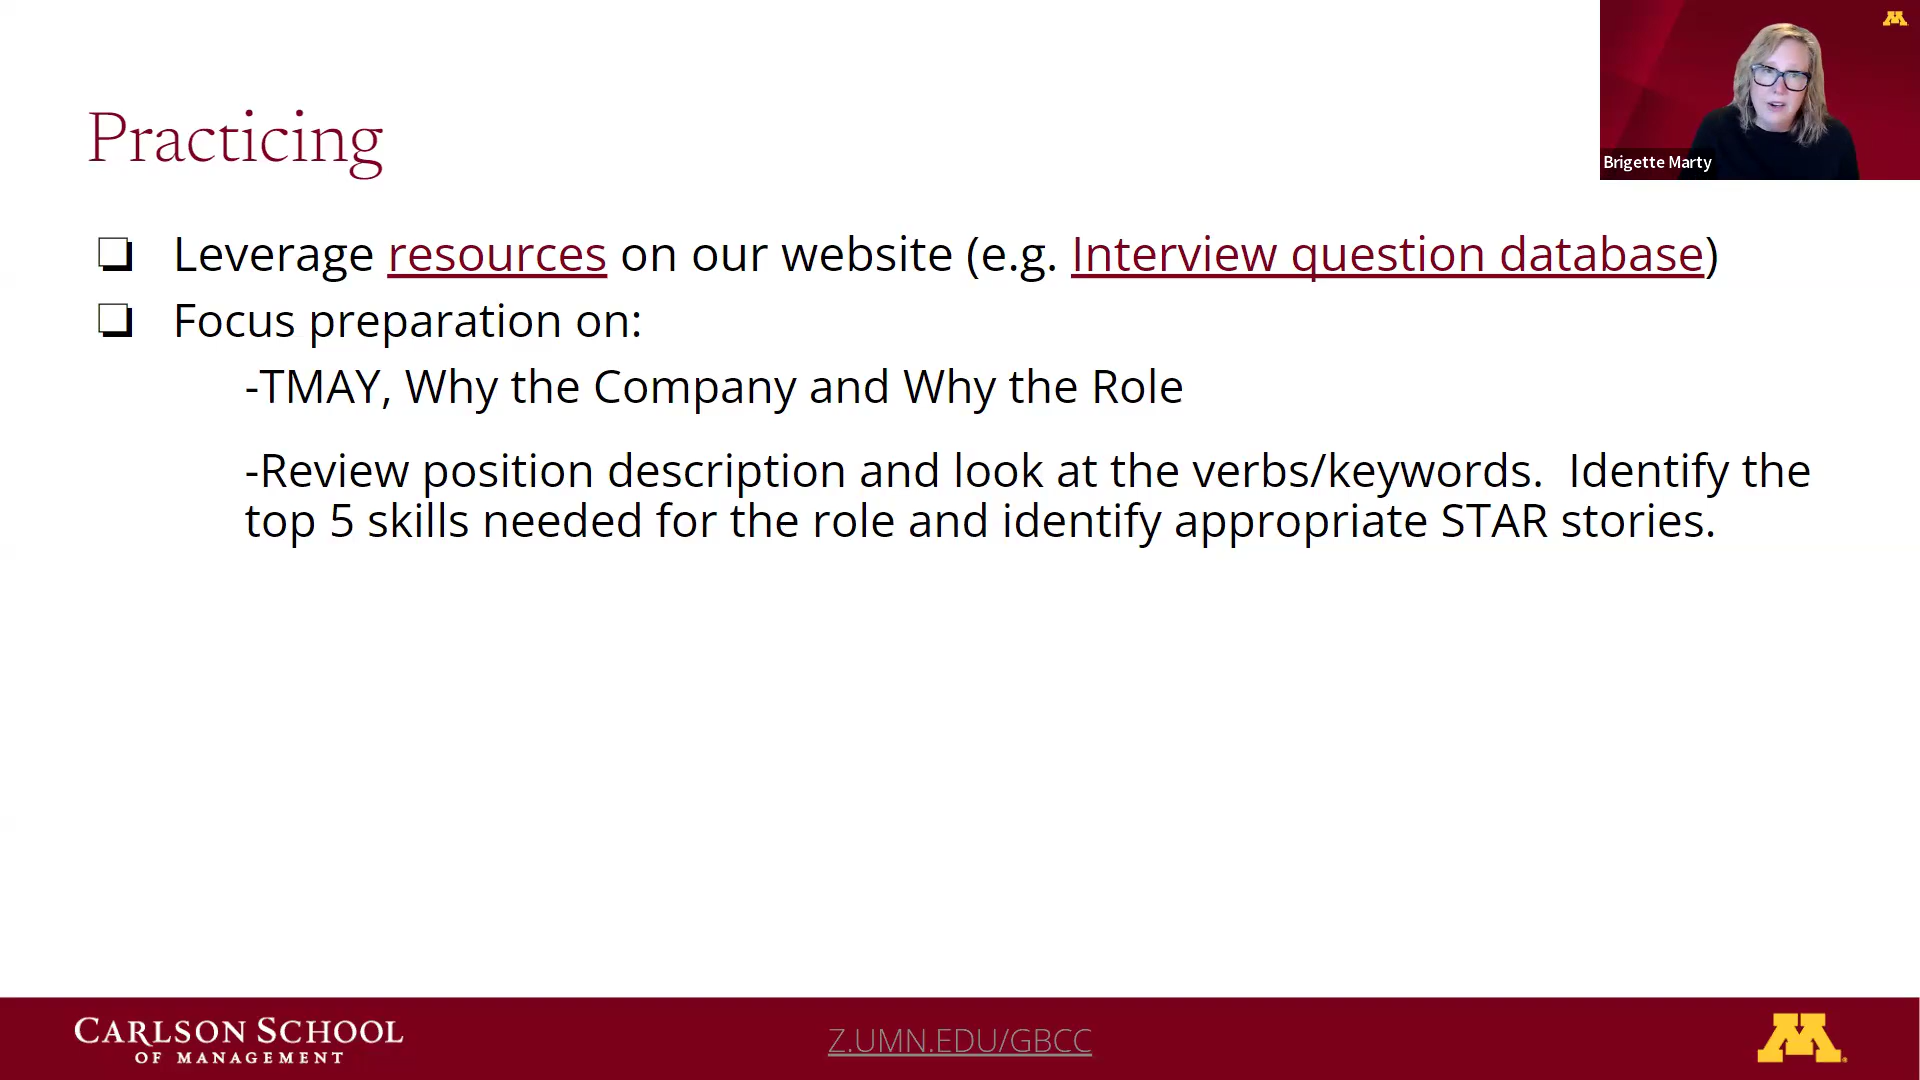 Practicing
Brigette Marty
❏ Leverage resources on our website (e.g. Interview question database)
❏ Focus preparation on:
-TMAY, Why the Company and Why the Role
-Review position description and look at the verbs/keywords.  Identify the
top 5 skills needed for the role and identify appropriate STAR stories.
CARLSON SCHOOL
OF MANAGEMENT
Z.UMN.EDU/GBCC
M